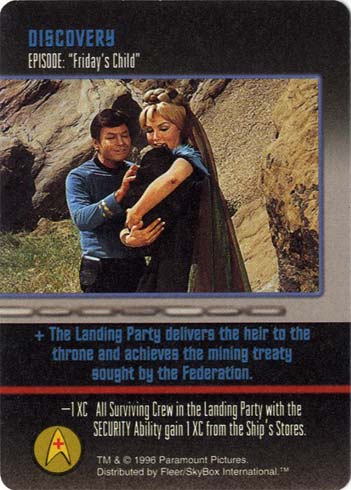 DISCOVERY
EPISODE: "Friday's Child"
+ The Landing Party delivers the heir to the
throne and achieves the mining treaty
sought by the Federation.
—1 XC All Surviving Crew in the Landing Party with the
SECURITY Ability gain 1 XC from the Ship's Stores.
TM & © 1996 Paramount Pictures.
Distributed by Fleer/SkyBox International.™